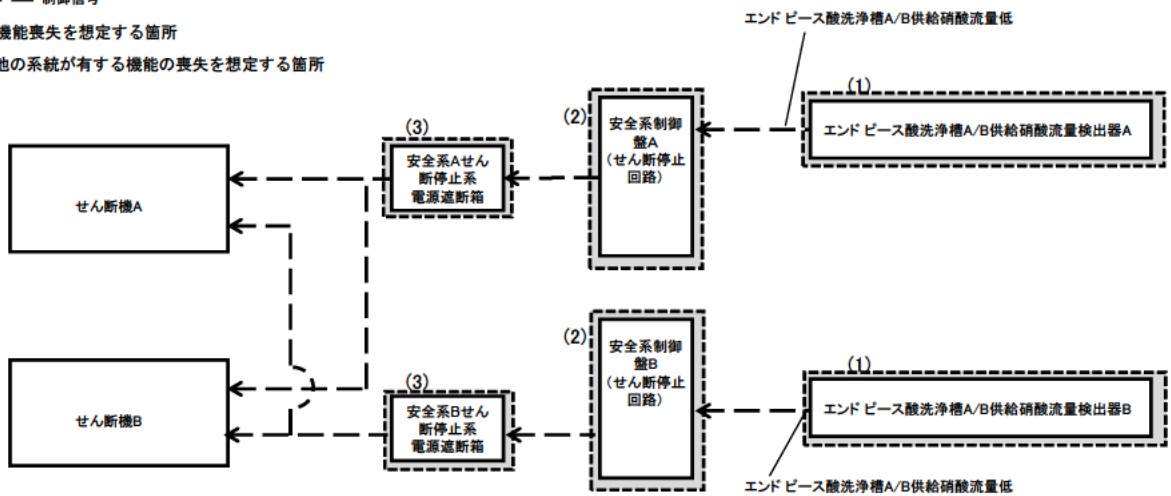 制御信号
機能喪失を想定する箇所
他の系統が有する機能の喪失を想定する箇所
エンド ピース酸洗浄槽A/B供給硝酸流量低
(1)
エンド ピース酸洗浄槽A/B供給硝酸流量検出器A
(2)
安全系制御
盤A
(せん断停止
回路)
(3)
安全系Aせん
断停止系
電源遮断箱
せん断機A
(1)
エンド ピース酸洗浄槽A/B供給硝酸流量検出器B
(2)
安全系制御
盤B
(せん断停止
回路)
(3)
安全系Bせん
断停止系
電源遮断箱
せん断機B
エンド ピース酸洗浄槽A/B供給硝酸流量低